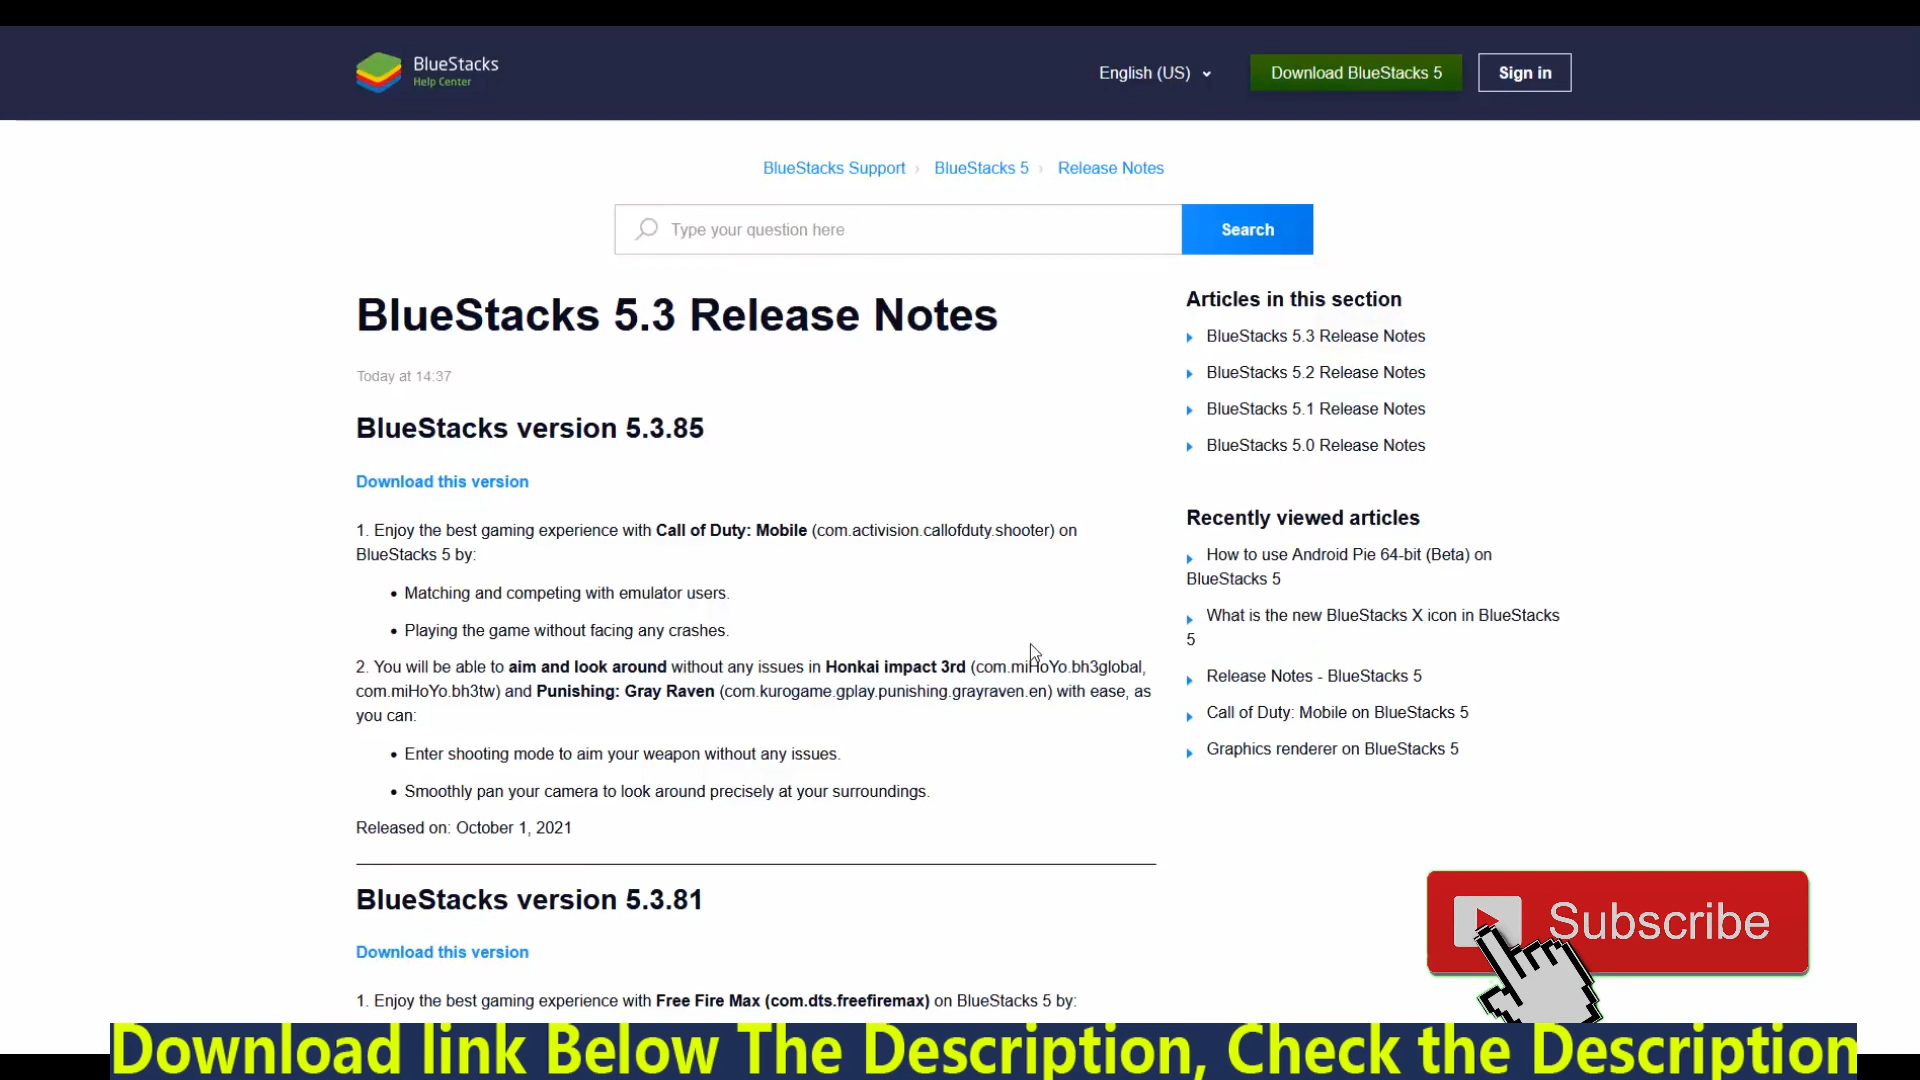 BlueStacks
Help Center
English (US)
Download BlueStacks 5
Sign in
BlueStacks Support › BlueStacks 5 › Release Notes
Type your question here
Search
BlueStacks 5.3 Release Notes
Today at 14:37
BlueStacks version 5.3.85
Download this version
1. Enjoy the best gaming experience with Call of Duty: Mobile (com.activision.callofduty.shooter) on
BlueStacks 5 by:
• Matching and competing with emulator users.
• Playing the game without facing any crashes.
2. You will be able to aim and look around without any issues in Honkai impact 3rd (com.miHoYo.bh3global,
com.miHoYo.bh3tw) and Punishing: Gray Raven (com.kurogame.gplay.punishing.grayraven.en) with ease, as
you can:
• Enter shooting mode to aim your weapon without any issues.
• Smoothly pan your camera to look around precisely at your surroundings.
Released on: October 1, 2021
BlueStacks version 5.3.81
Download this version
1. Enjoy the best gaming experience with Free Fire Max (com.dts.freefiremax) on BlueStacks 5 by:
Articles in this section
BlueStacks 5.3 Release Notes
BlueStacks 5.2 Release Notes
BlueStacks 5.1 Release Notes
BlueStacks 5.0 Release Notes
Recently viewed articles
How to use Android Pie 64-bit (Beta) on
BlueStacks 5
What is the new BlueStacks X icon in BlueStacks
5
Release Notes - BlueStacks 5
Call of Duty: Mobile on BlueStacks 5
Graphics renderer on BlueStacks 5
Subscribe
Download link Below The Description, Check the Description